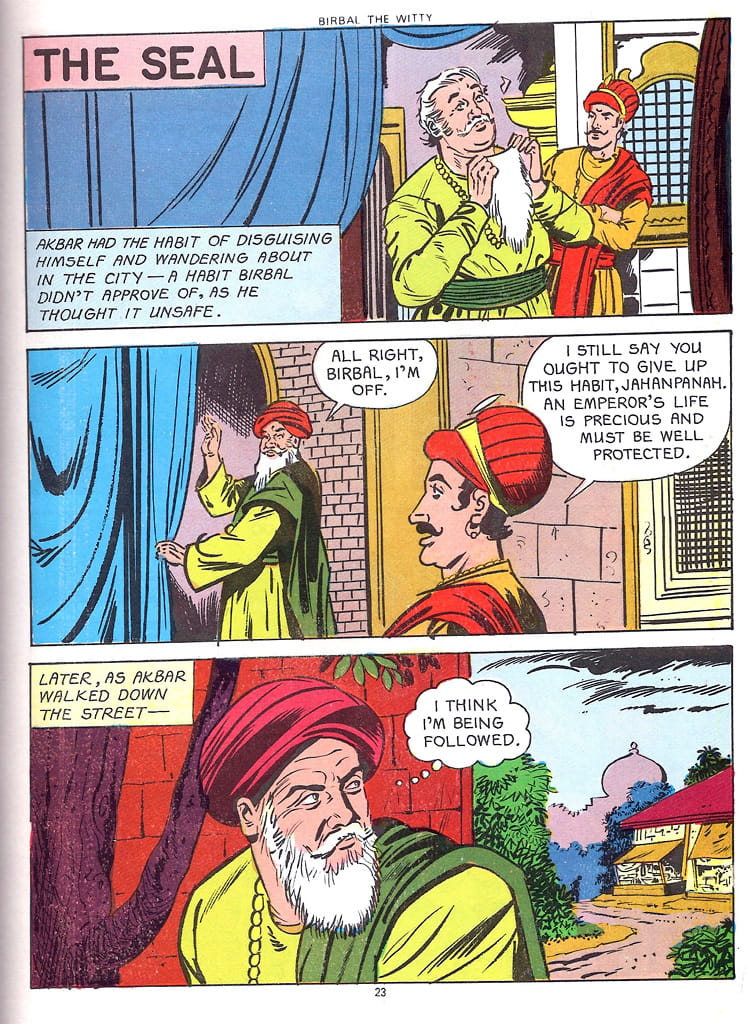 BIRBAL THE WITTY
THE SEAL
AKBAR HAD THE HABIT OF DISGUISING
HIMSELF AND WANDERING ABOUT
IN THE CITY — A HABIT BIRBAL
DIDN'T APPROVE OF, AS HE
THOUGHT IT UNSAFE.
ALL RIGHT,
BIRBAL, I'M
OFF.
I STILL SAY YOU
OUGHT TO GIVE UP
THIS HABIT, JAHANPANAH.
AN EMPEROR'S LIFE
IS PRECIOUS AND
MUST BE WELL
PROTECTED.
LATER, AS AKBAR
WALKED DOWN
THE STREET—
I THINK
I'M BEING
FOLLOWED.
23